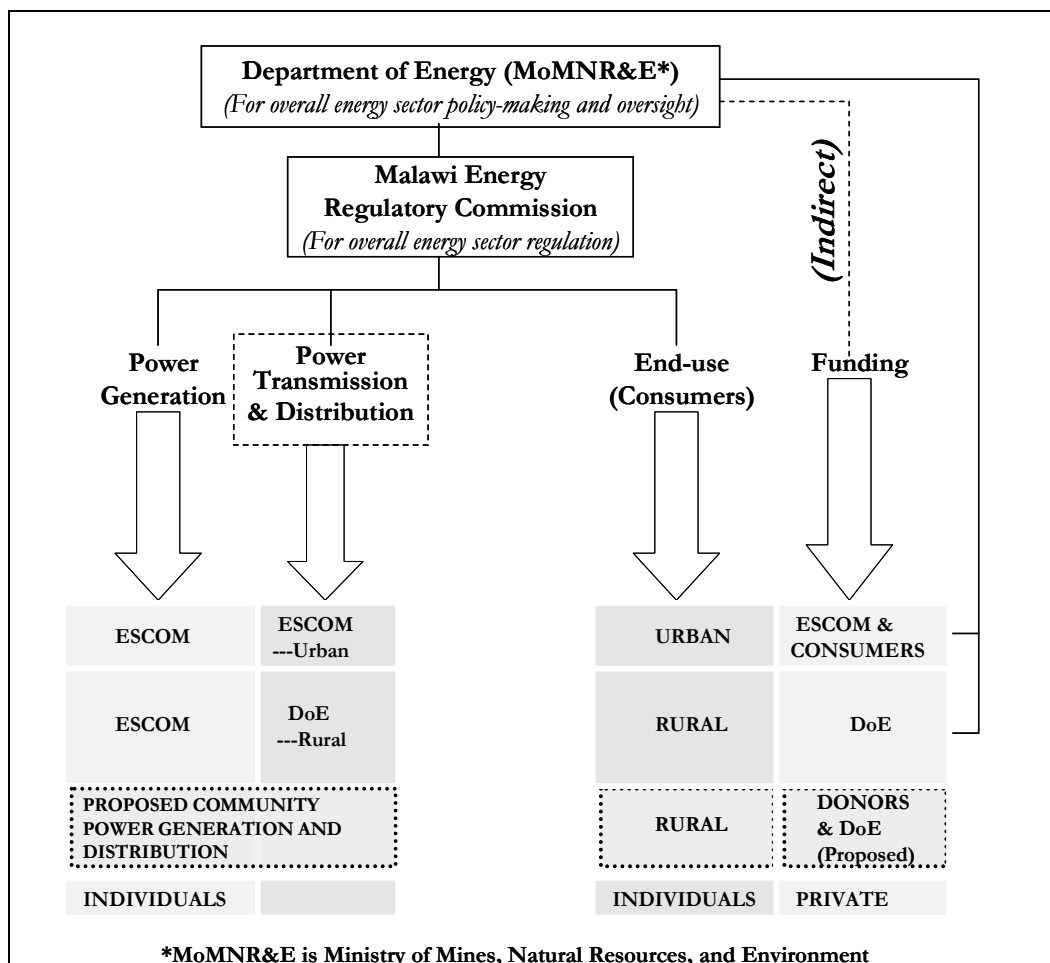 Department of Energy (MoMNR&E*)
(For overall energy sector policy-making and oversight)
Malawi Energy
Regulatory Commission
(For overall energy sector regulation)
(Indirect)
Power
Generation
Power
Transmission
& Distribution
End-use
(Consumers)
Funding
ESCOM
ESCOM
---Urban
URBAN
ESCOM &
CONSUMERS
ESCOM
DoE
---Rural
RURAL
DoE
PROPOSED COMMUNITY
POWER GENERATION AND
DISTRIBUTION
RURAL
DONORS
& DoE
(Proposed)
INDIVIDUALS
INDIVIDUALS
PRIVATE
*MoMNR&E is Ministry of Mines, Natural Resources, and Environment